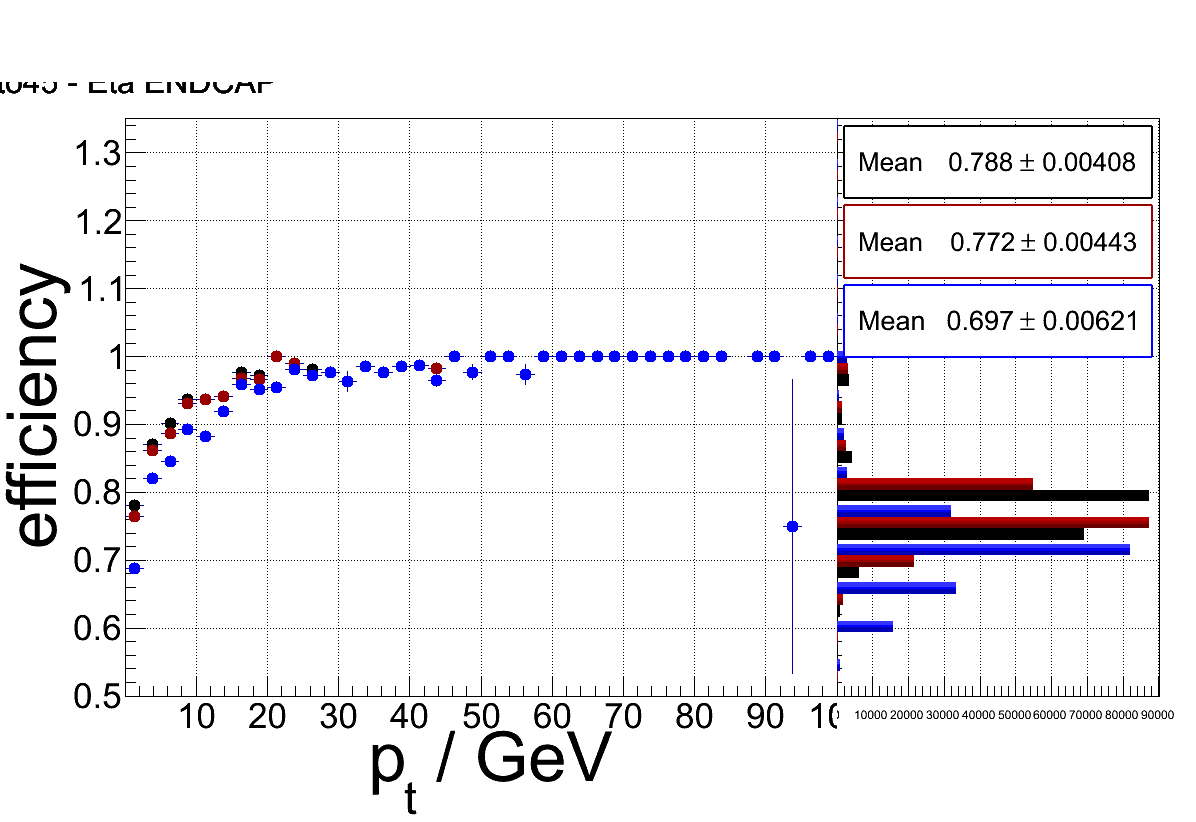 - Eta ENDCAP
Mean 0.788 ± 0.00408
Mean 0.772 ± 0.00443
Mean 0.697 ± 0.00621
efficiency
1.3
1.2
1.1
1
0.9
0.8
0.7
0.6
0.5
10 20 30 40 50 60 70 80 90
10000 20000 30000 40000 50000 60000 70000 80000 90000
pt / GeV